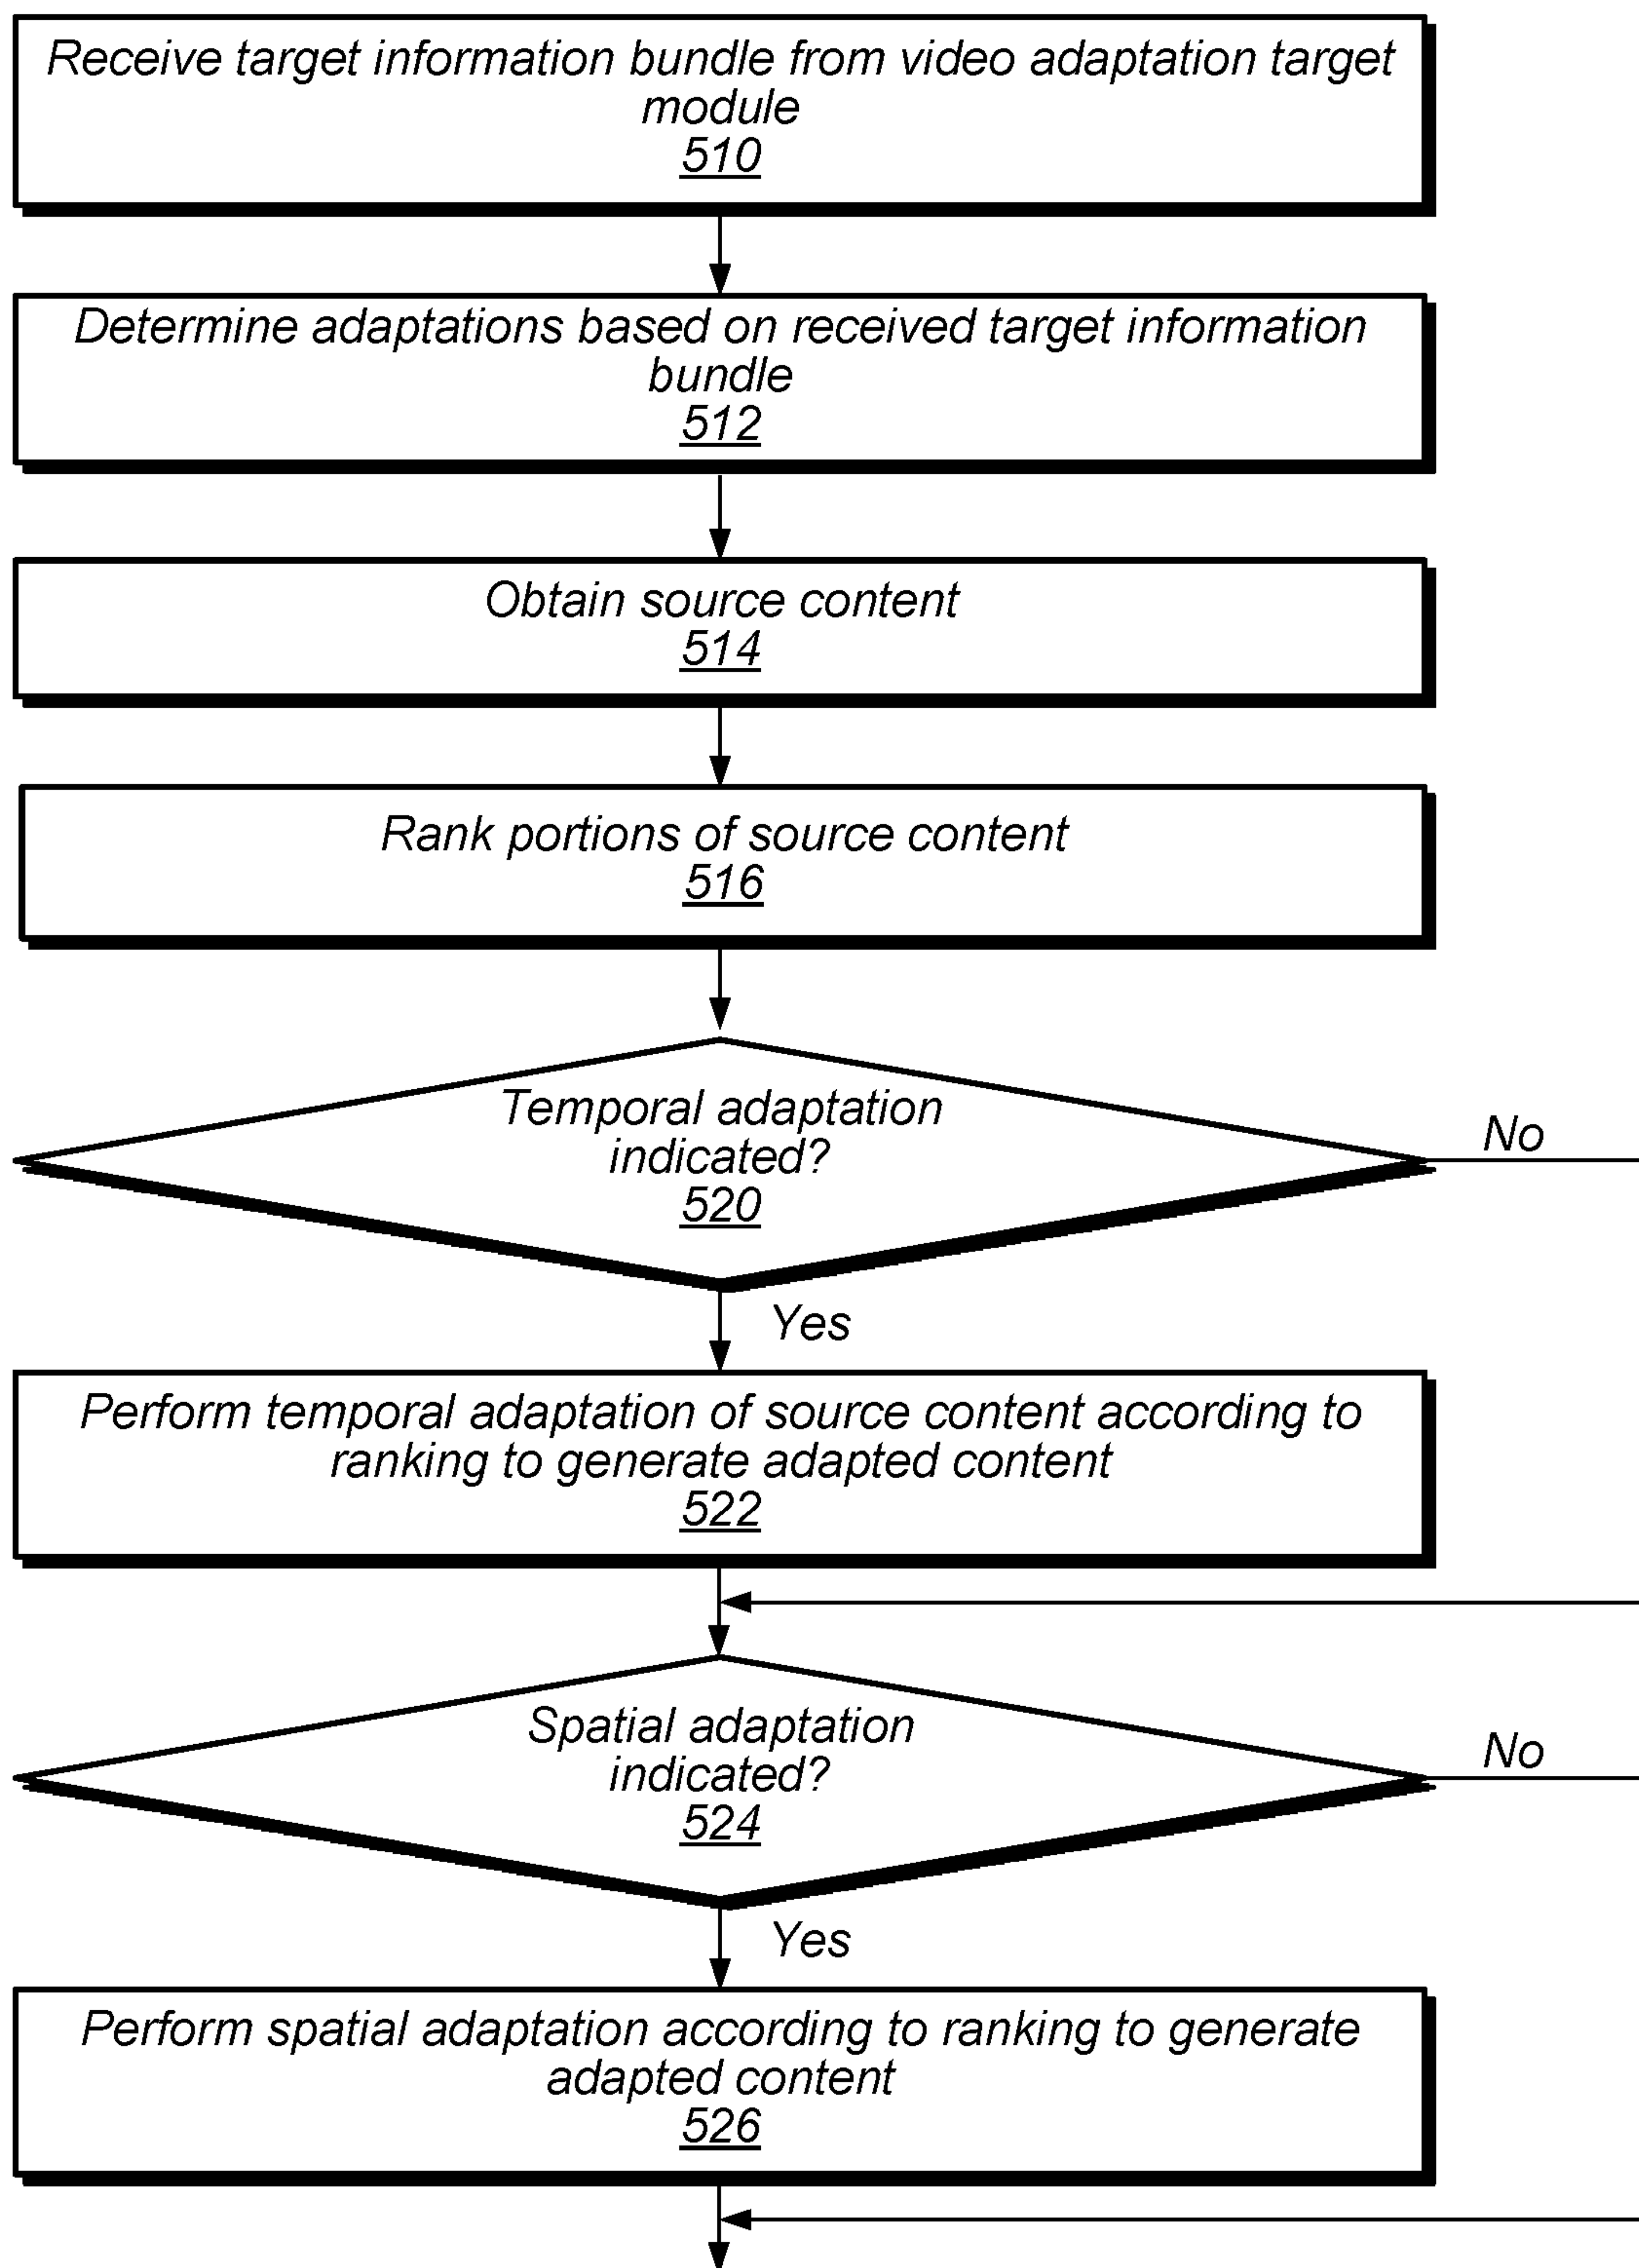 Receive target information bundle from video adaptation target
module
510
Determine adaptations based on received target information
bundle
512
Obtain source content
514
Rank portions of source content
516
Temporal adaptation
indicated?
520
No
Yes
Perform temporal adaptation of source content according to
ranking to generate adapted content
522
Spatial adaptation
indicated?
524
No
Yes
Perform spatial adaptation according to ranking to generate
adapted content
526